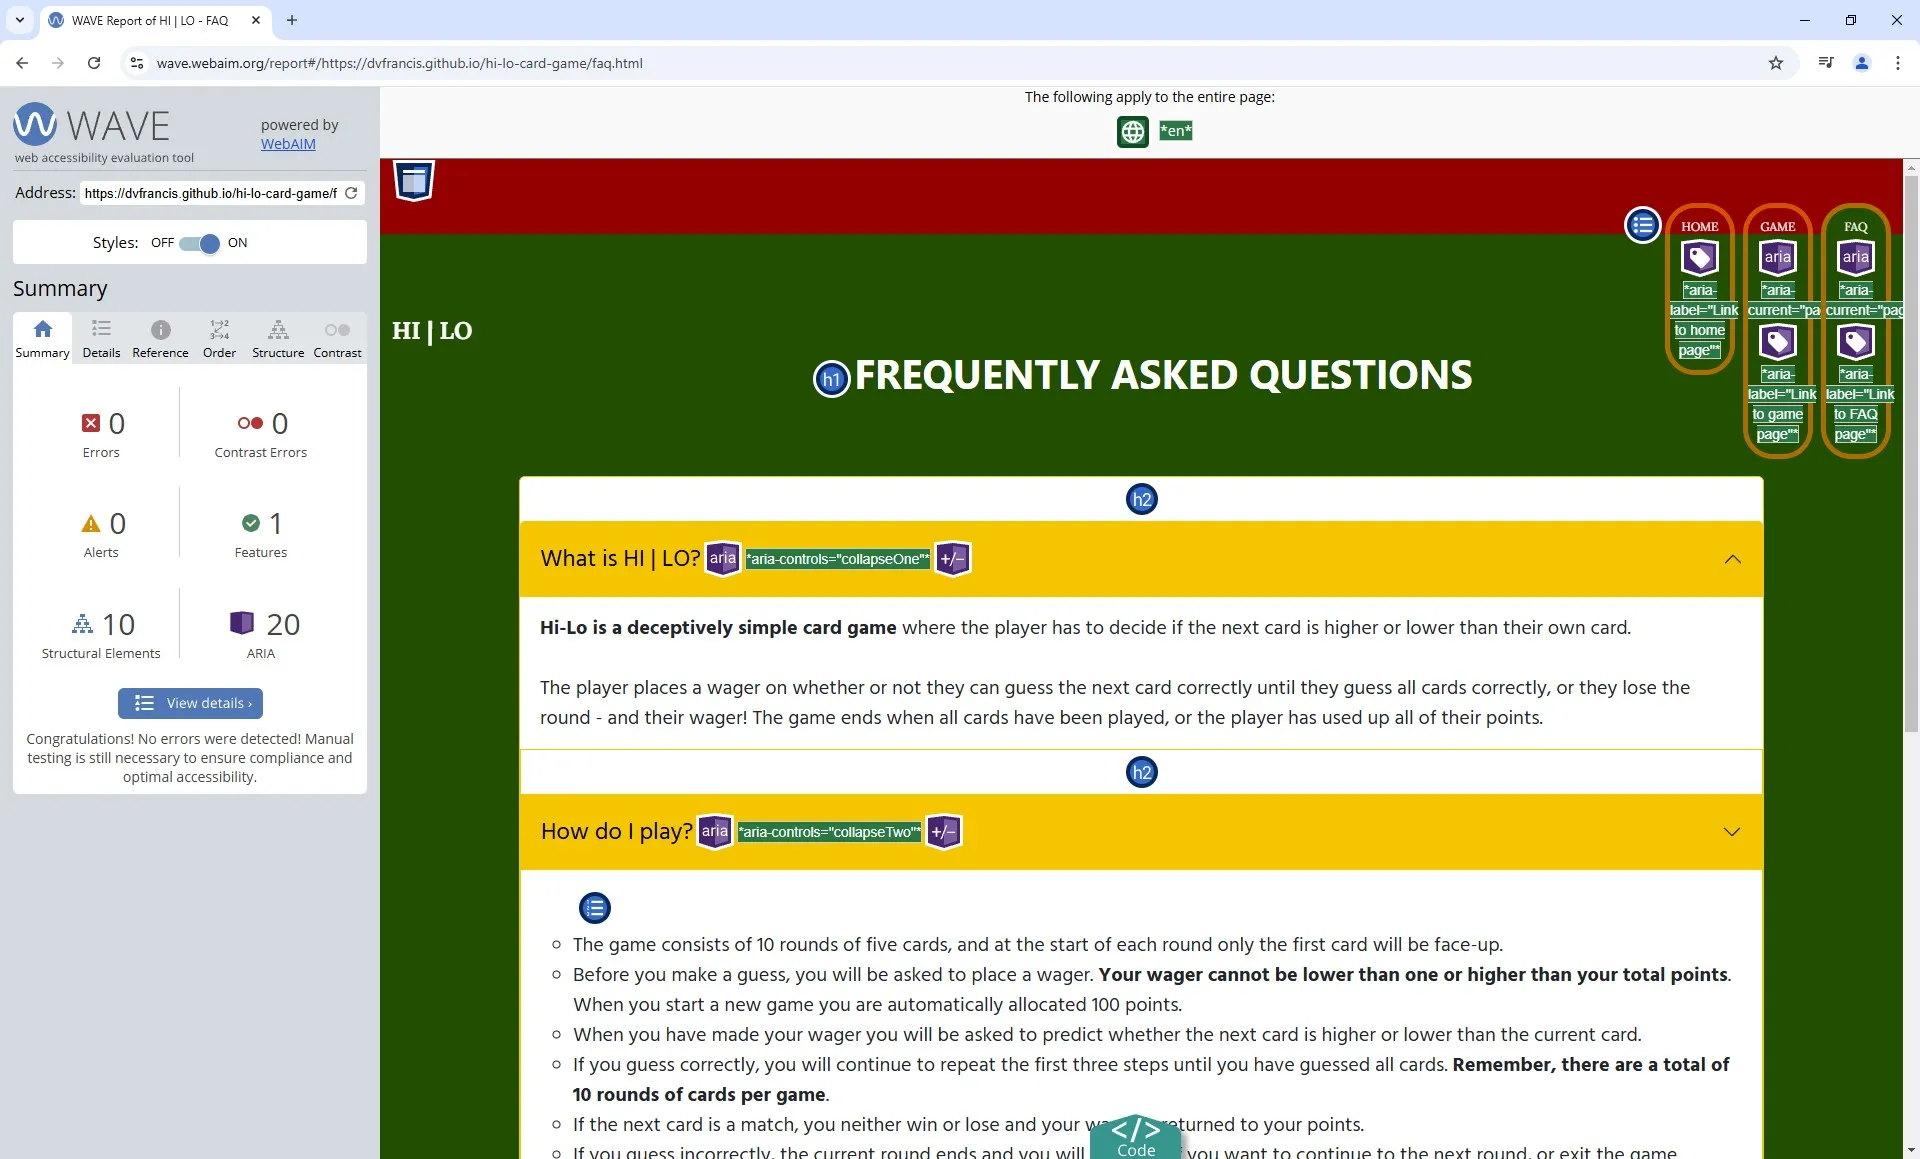 WAVE Report of HI | LO - FAQ
wave.webaim.org/report#/https://dvfrancis.github.io/hi-lo-card-game/faq.html
WAVE
web accessibility evaluation tool
powered by
WebAIM
Address: https://dvfrancis.github.io/hi-lo-card-game/f
Styles: OFF ON
Summary
Summary Details Reference Order Structure Contrast
0 Errors
0 Contrast Errors
0 Alerts
1 Features
10 Structural Elements
20 ARIA
View details ›
Congratulations! No errors were detected! Manual
testing is still necessary to ensure compliance and
optimal accessibility.
The following apply to the entire page:
*en*
HOME
*aria-
label="Link
to home
page"*
GAME
aria
*aria-
current="pa
*aria-
label="Link
to game
page"*
FAQ
aria
*aria-
current="pag
*aria-
label="Link
to FAQ
page"*
HI | LO
h1 FREQUENTLY ASKED QUESTIONS
h2
What is HI | LO? aria *aria-controls="collapseOne"* +/−
Hi-Lo is a deceptively simple card game where the player has to decide if the next card is higher or lower than their own card.
The player places a wager on whether or not they can guess the next card correctly until they guess all cards correctly, or they lose the
round - and their wager! The game ends when all cards have been played, or the player has used up all of their points.
h2
How do I play? aria *aria-controls="collapseTwo"* +/−
The game consists of 10 rounds of five cards, and at the start of each round only the first card will be face-up.
Before you make a guess, you will be asked to place a wager. Your wager cannot be lower than one or higher than your total points.
When you start a new game you are automatically allocated 100 points.
When you have made your wager you will be asked to predict whether the next card is higher or lower than the current card.
If you guess correctly, you will continue to repeat the first three steps until you have guessed all cards. Remember, there are a total of
10 rounds of cards per game.
If the next card is a match, you neither win or lose and your wa returned to your points.
If you guess incorrectly, the current round ends and you will you want to continue to the next round, or exit the game
</> Code